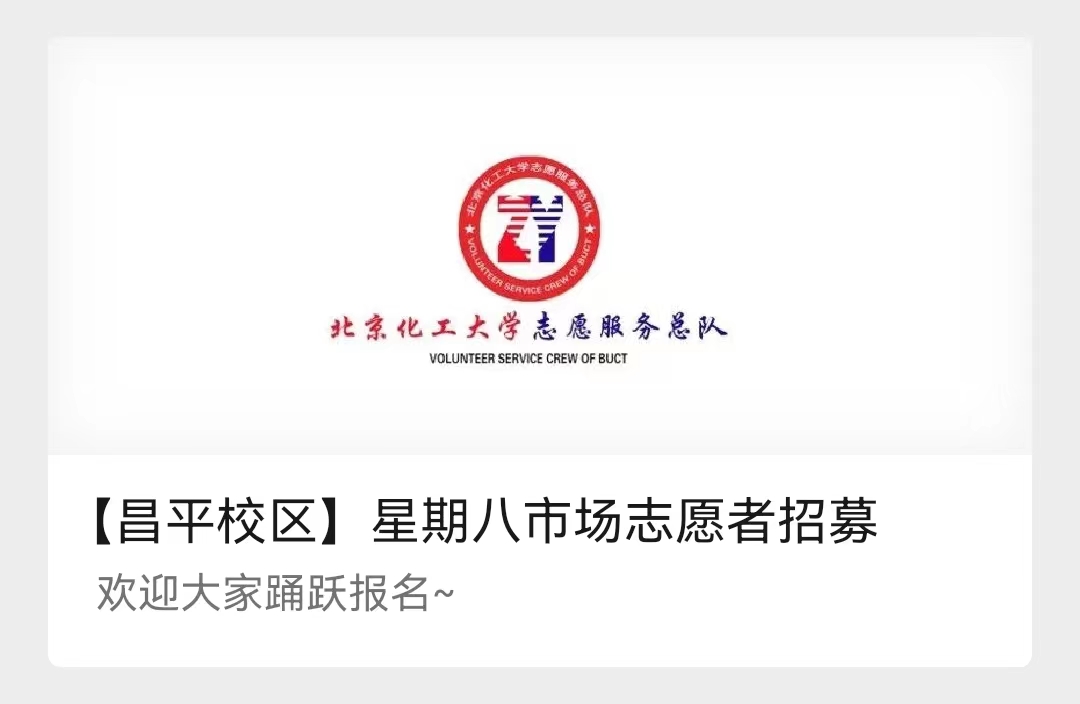 北京化工大学志愿服务总队
ZY
VOLUNTEER SERVICE CREW OF BUCT
北京化工大学志愿服务总队
VOLUNTEER SERVICE CREW OF BUCT
【昌平校区】星期八市场志愿者招募
欢迎大家踊跃报名~